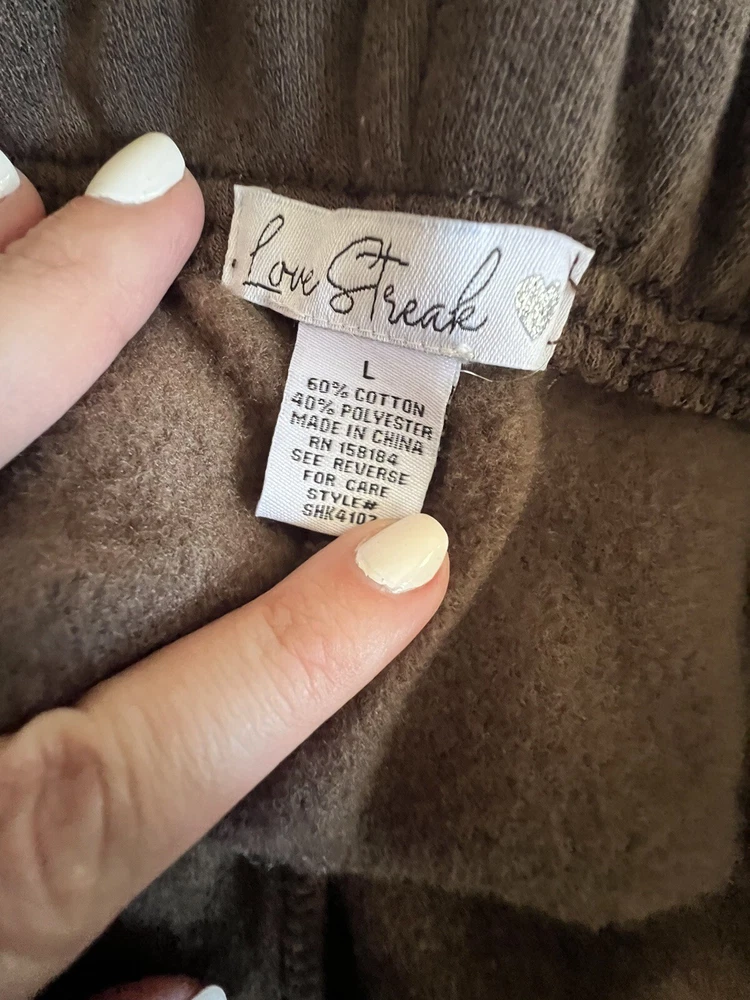 Love Streak
L
60% COTTON
40% POLYESTER
MADE IN CHINA
RN 158184
SEE REVERSE
FOR CARE
STYLE#